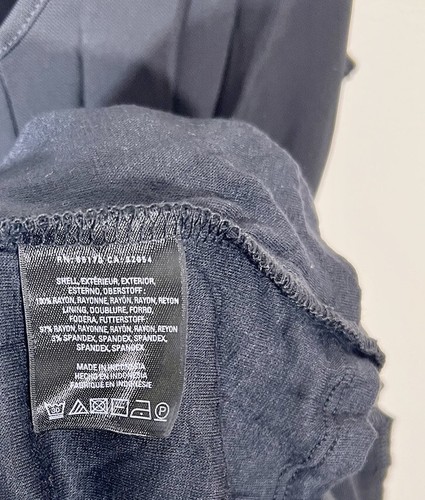 SHELL, EXTÉRIEUR, EXTERIOR,
ESTERNO, OBERSTOFF:
100% RAYON, RAYONNE, RAYÓN, RAYON, REYON
LINING, DOUBLURE, FORRO,
FODERA, FUTTERSTOFF:
97% RAYON, RAYONNE, RAYÓN, RAYON, REYON
3% SPANDEX, SPANDEX,
SPANDEX, SPANDEX
MADE IN INDONESIA
HECHO EN INDONESIA
FABRIQUÉ EN INDONÉSIE